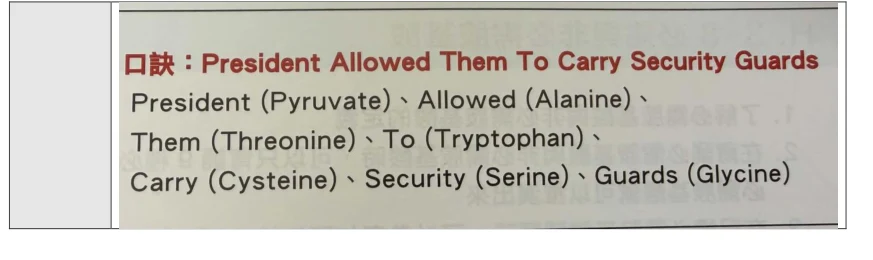 口訣：President Allowed Them To Carry Security Guards
President (Pyruvate)、Allowed (Alanine)、
Them (Threonine)、To (Tryptophan)、
Carry (Cysteine)、Security (Serine)、Guards (Glycine)